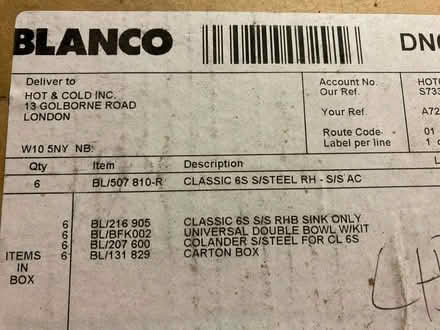 BLANCO DN
Deliver to
HOT & COLD INC.
13 GOLBORNE ROAD
LONDON
W10 5NY NB:
Account No. HOT
Our Ref. S73
Your Ref. A72
Route Code 01
Label per line 1
Qty Item Description L
6 BL/507 810-R CLASSIC 6S S/STEEL RH - S/S AC
ITEMS IN BOX
6 BL/216 905 CLASSIC 6S S/S RHB SINK ONLY
6 BL/BFK002 UNIVERSAL DOUBLE BOWL W/KIT
6 BL/207 600 COLANDER S/STEEL FOR CL 6S
6 BL/131 829 CARTON BOX